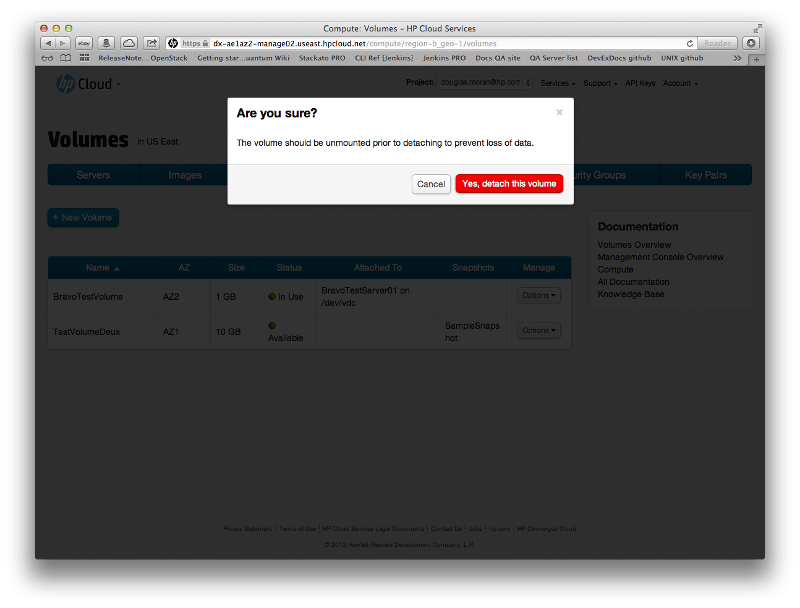 Compute: Volumes – HP Cloud Services
ebay
https dx-ae1az2-manage02.useast.hpcloud.net/compute/region-b_geo-1/volumes
Reader
ReleaseNote...OpenStack Getting star...uantum Wiki Stackato PRO CLI Ref [Jenkins] Jenkins PRO Docs QA site QA Server list DevExDocs github UNIX github
hp Cloud
Project: douglas.moran@hp.com Services Support API Keys Account
Are you sure? ×
The volume should be unmounted prior to detaching to prevent loss of data.
Cancel Yes, detach this volume
Volumes in US East
Servers Images urity Groups Key Pairs
+ New Volume
Name AZ Size Status Attached To Snapshots Manage
BravoTestVolume AZ2 1 GB In Use BravoTestServer01 on
/dev/vdc
Options
TestVolumeDeux AZ1 10 GB
Available
SampleSnaps
hot
Options
Documentation
Volumes Overview
Management Console Overview
Compute
All Documentation
Knowledge Base
Privacy Statement | Terms of Use | HP Cloud Services Legal Documents | Contact Us | Jobs | hp.com | HP Converged Cloud
©2013 Hewlett-Packard Development Company, L.P.